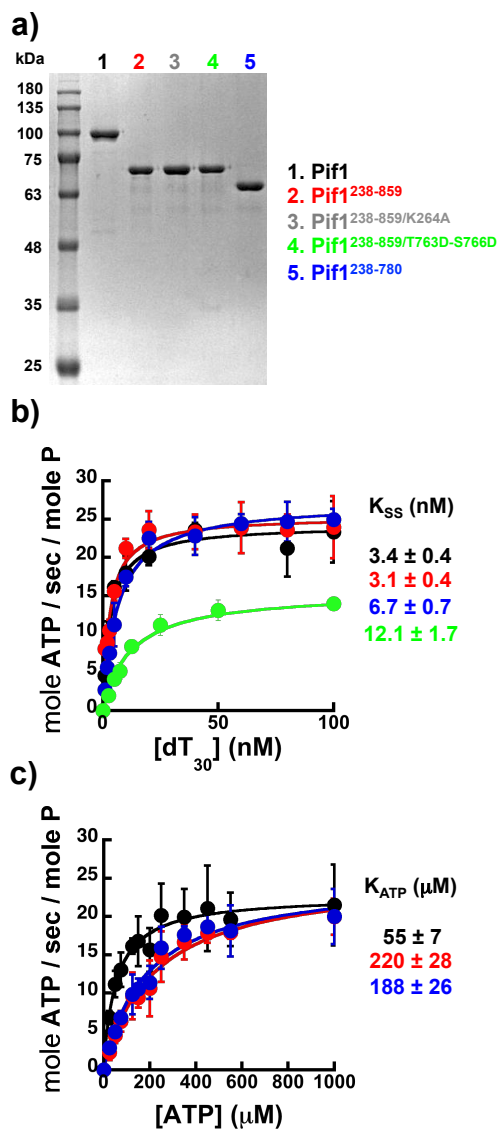 a)
kDa
1 2 3 4 5
180
135
100
75
63
48
35
25
1. Pif1
2. Pif1²³⁸⁻⁸⁵⁹
3. Pif1²³⁸⁻⁸⁵⁹/ᴷ²⁶⁴ᴬ
4. Pif1²³⁸⁻⁸⁵⁹/ᵀ⁷⁶³ᴰ⁻ˢ⁷⁶⁶ᴰ
5. Pif1²³⁸⁻⁷⁸⁰
b)
mole ATP / sec / mole P
30
25
20
15
10
5
0
0 50 100
[dT₃₀] (nM)
K_SS (nM)
3.4 ± 0.4
3.1 ± 0.4
6.7 ± 0.7
12.1 ± 1.7
c)
mole ATP / sec / mole P
30
25
20
15
10
5
0
0 200 400 600 800 1000
[ATP] (μM)
K_ATP (μM)
55 ± 7
220 ± 28
188 ± 26